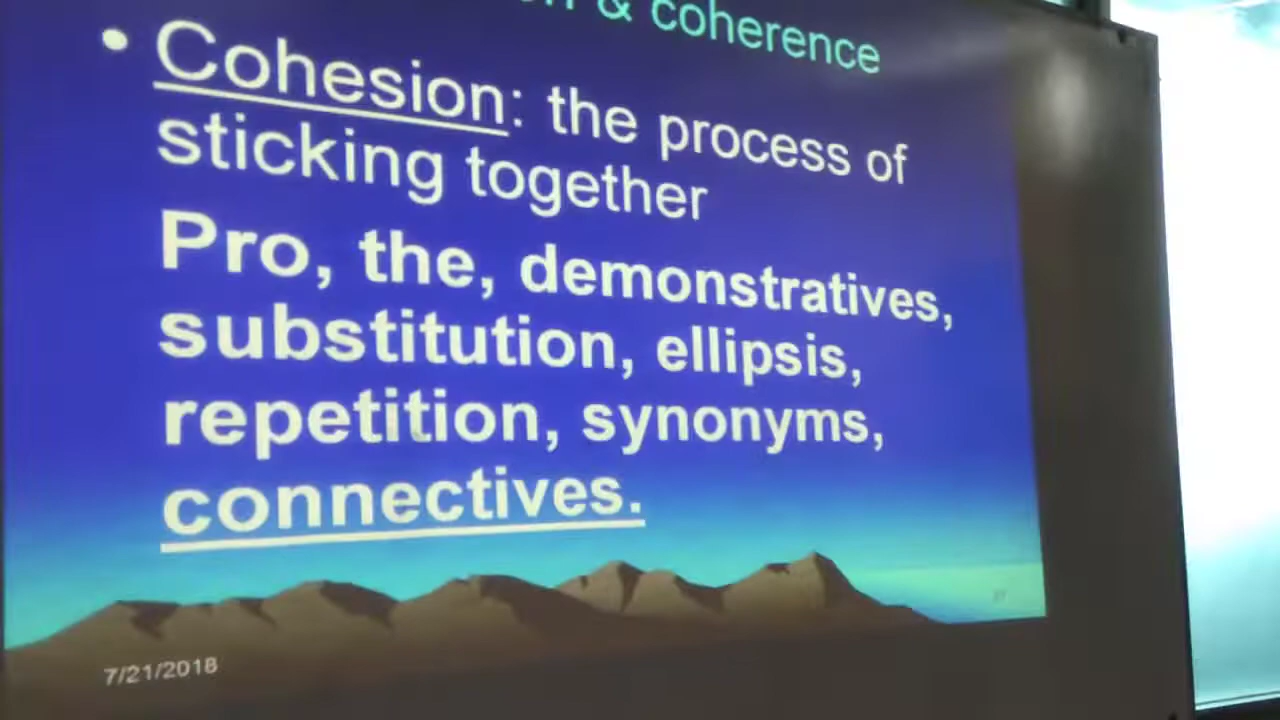 & coherence
• Cohesion: the process of
sticking together
Pro, the, demonstratives,
substitution, ellipsis,
repetition, synonyms,
connectives.
7/21/2018